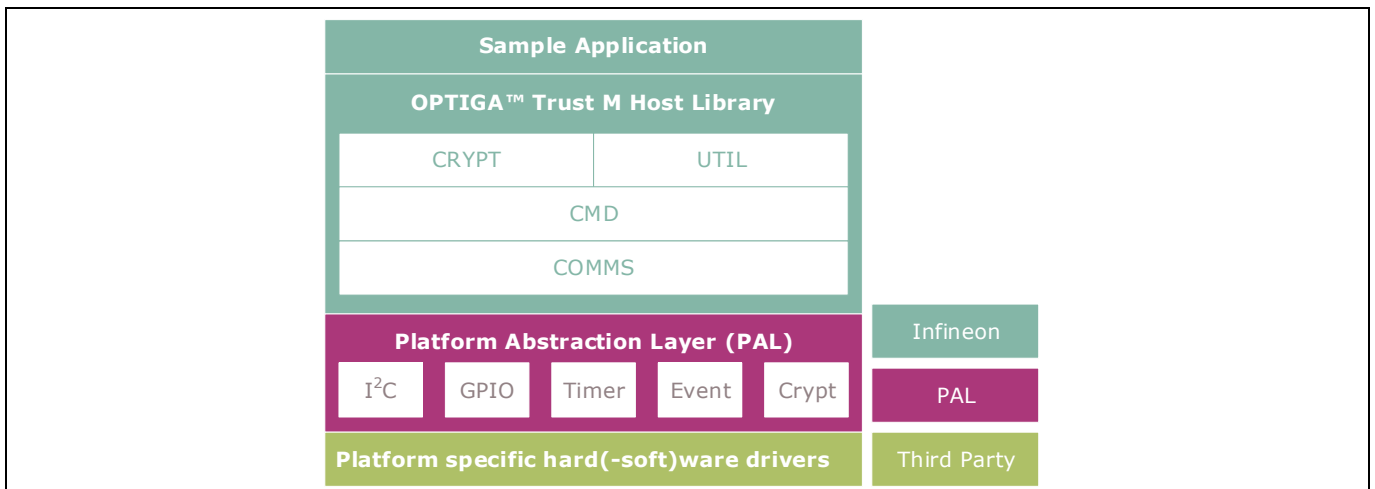 Sample Application
OPTIGA™ Trust M Host Library
CRYPT UTIL
CMD
COMMS
Platform Abstraction Layer (PAL)
I²C GPIO Timer Event Crypt
Platform specific hard(-soft)ware drivers
Infineon
PAL
Third Party